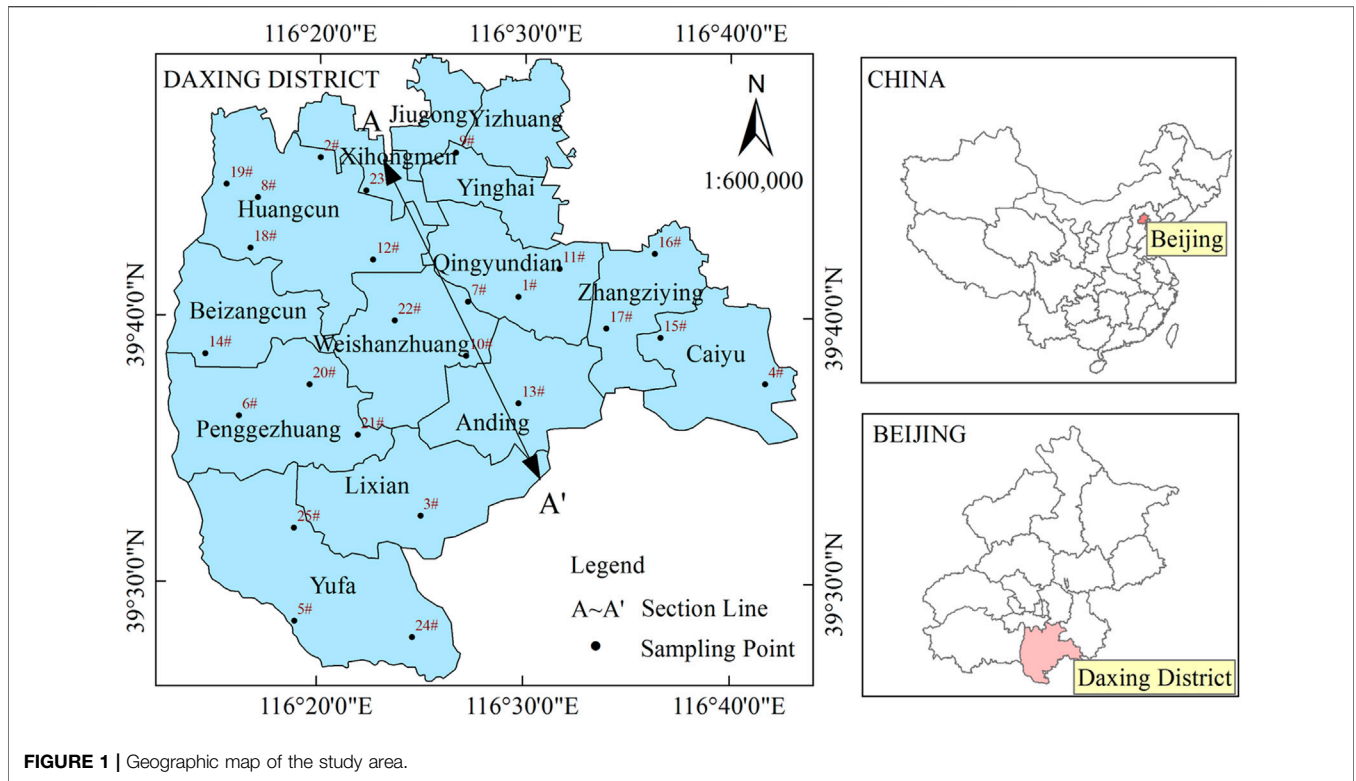 116°20'0"E 116°30'0"E 116°40'0"E
DAXING DISTRICT
N
1:600,000
A
Jiugong
Yizhuang
2#
9#
Xihongmen
19#
8#
23
Yinghai
Huangcun
18#
12#
Qingyundian
11#
16#
7#
1#
Zhangziying
Beizangcun
22#
17#
15#
14#
Weishanzhuang
10#
Caiyu
20#
4#
6#
13#
Penggezhuang
21#
Anding
Lixian
A'
3#
25#
Yufa
5#
24#
39°40'0"N
39°30'0"N
39°40'0"N
39°30'0"N
Legend
A~A' Section Line
Sampling Point
116°20'0"E 116°30'0"E 116°40'0"E
CHINA
Beijing
BEIJING
Daxing District
FIGURE 1 | Geographic map of the study area.